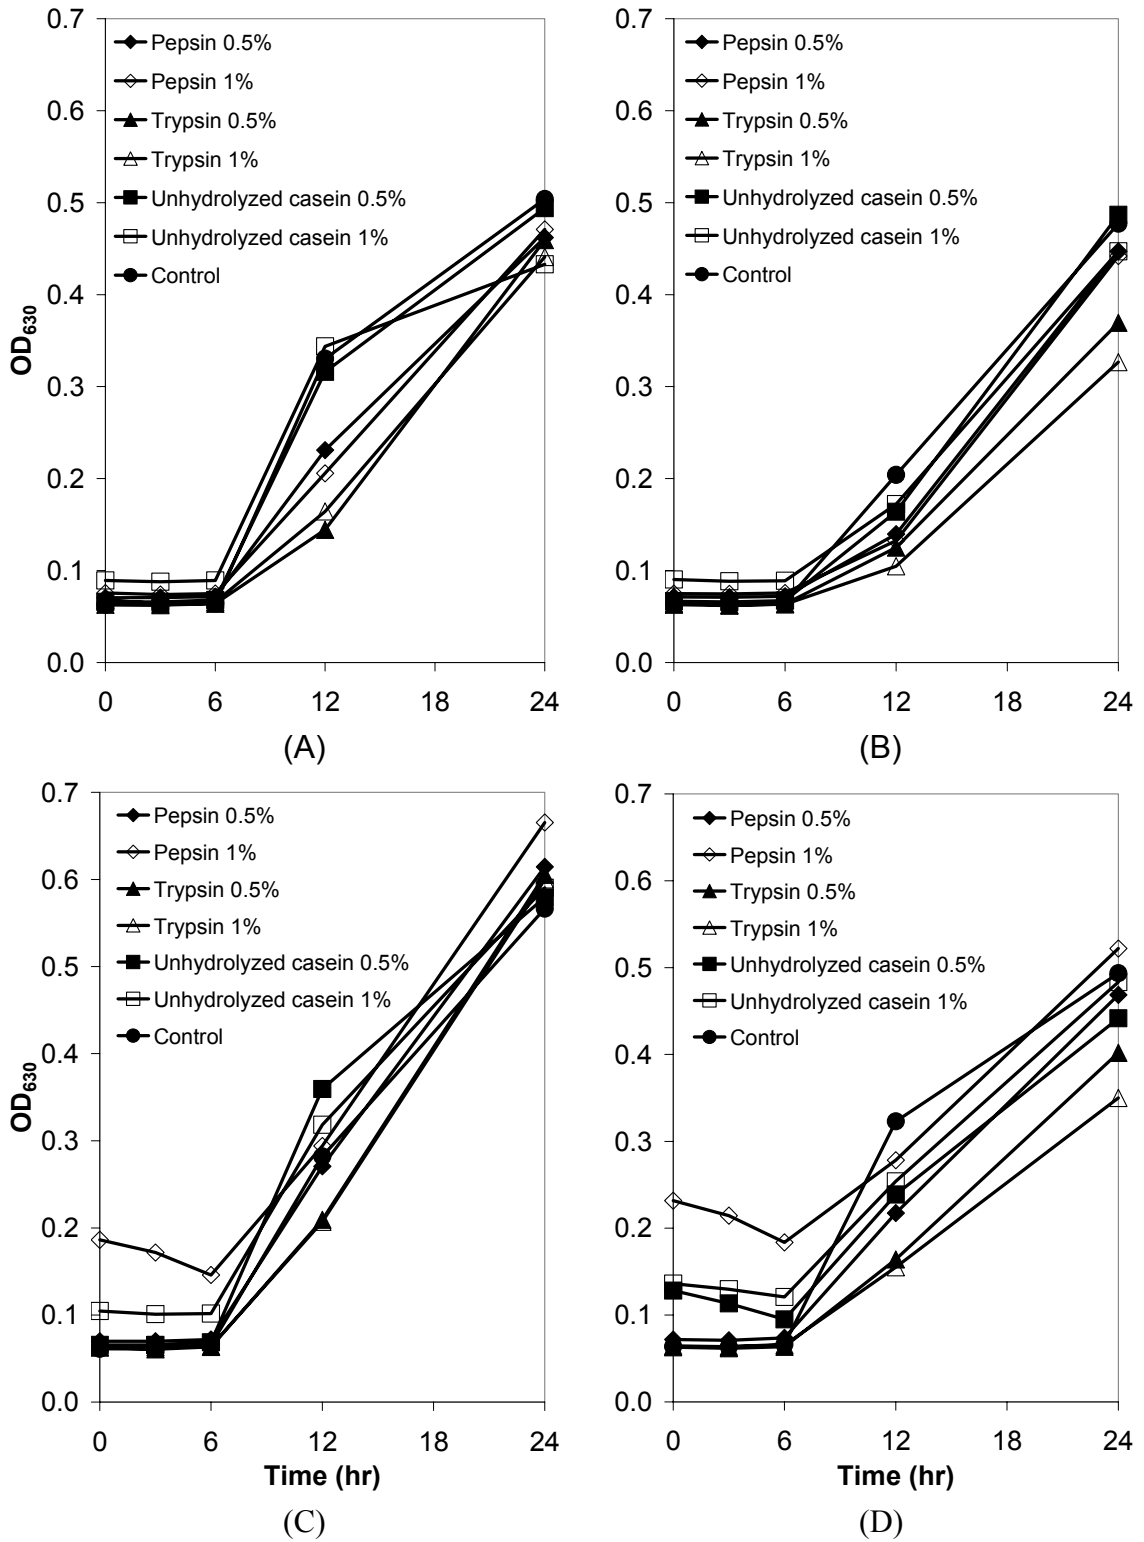 0.7
0.6
0.5
0.4
0.3
0.2
0.1
0.0
OD630
Pepsin 0.5%
Pepsin 1%
Trypsin 0.5%
Trypsin 1%
Unhydrolyzed casein 0.5%
Unhydrolyzed casein 1%
Control
0 6 12 18 24
(A)
0.7
0.6
0.5
0.4
0.3
0.2
0.1
0.0
Pepsin 0.5%
Pepsin 1%
Trypsin 0.5%
Trypsin 1%
Unhydrolyzed casein 0.5%
Unhydrolyzed casein 1%
Control
0 6 12 18 24
(B)
0.7
0.6
0.5
0.4
0.3
0.2
0.1
0.0
OD630
Pepsin 0.5%
Pepsin 1%
Trypsin 0.5%
Trypsin 1%
Unhydrolyzed casein 0.5%
Unhydrolyzed casein 1%
Control
0 6 12 18 24
Time (hr)
(C)
0.7
0.6
0.5
0.4
0.3
0.2
0.1
0.0
Pepsin 0.5%
Pepsin 1%
Trypsin 0.5%
Trypsin 1%
Unhydrolyzed casein 0.5%
Unhydrolyzed casein 1%
Control
0 6 12 18 24
Time (hr)
(D)